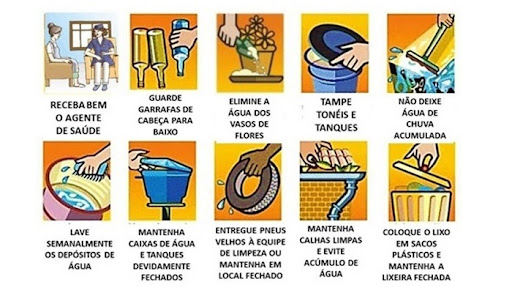 RECEBA BEM
O AGENTE
DE SAÚDE
GUARDE
GARRAFAS DE
CABEÇA PARA
BAIXO
ELIMINE A
ÁGUA DOS
VASOS DE
FLORES
TAMPE
TONÉIS E
TANQUES
NÃO DEIXE
ÁGUA DE
CHUVA
ACUMULADA
LAVE
SEMANALMENTE
OS DEPÓSITOS DE
ÁGUA
MANTENHA
CAIXAS DE ÁGUA
E TANQUES
DEVIDAMENTE
FECHADOS
ENTREGUE PNEUS
VELHOS À EQUIPE
DE LIMPEZA OU
MANTENHA EM
LOCAL FECHADO
MANTENHA
CALHAS LIMPAS
E EVITE
ACÚMULO DE
ÁGUA
COLOQUE O LIXO
EM SACOS
PLÁSTICOS E
MANTENHA A
LIXEIRA FECHADA